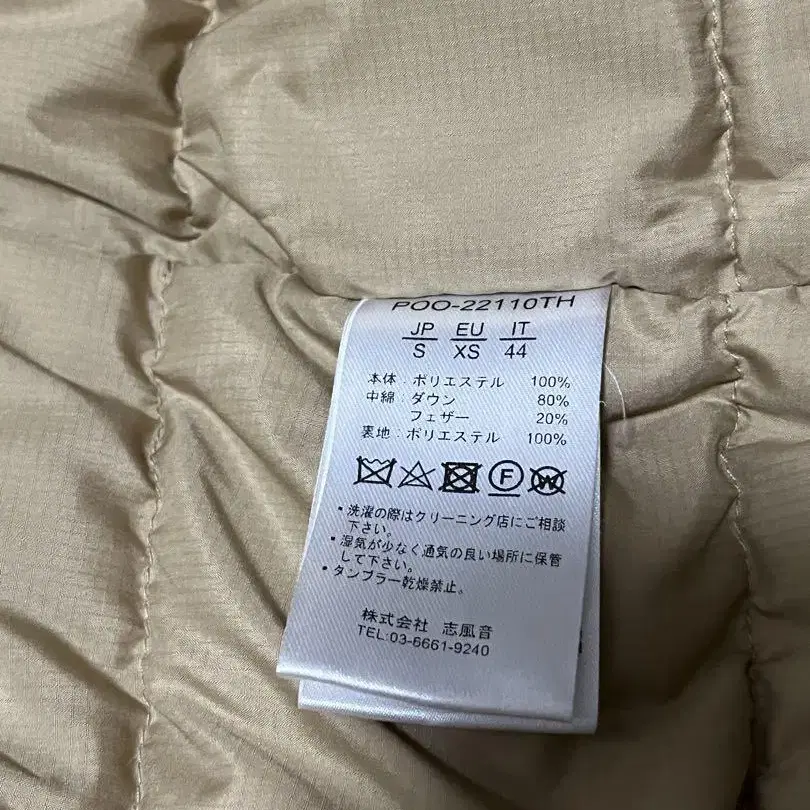 POO-22110TH
JP EU IT
S XS 44
本体：ポリエステル 100%
中綿：ダウン 80%
フェザー 20%
裏地：ポリエステル 100%
F W
・洗濯の際はクリーニング店にご相談
下さい。
・湿気が少なく通気の良い場所に保管
して下さい。
・タンブラー乾燥禁止。
株式会社 志風音
TEL:03-6661-9240